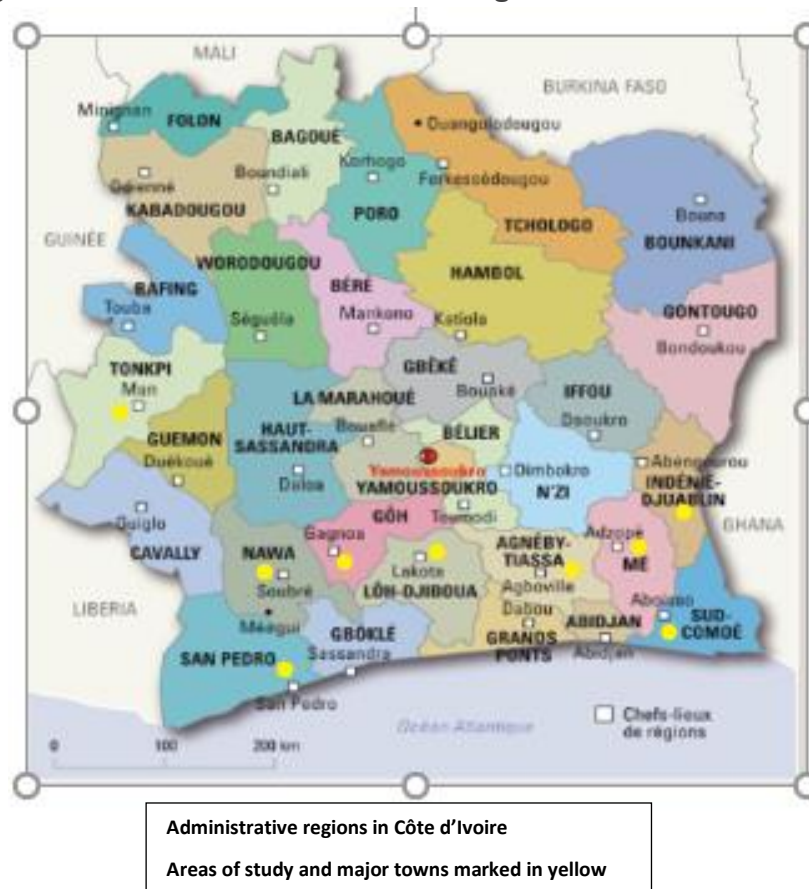 MALI
BURKINA FASO
Minignan
FOLON
BAGOUÉ
Ouangolodougou
Korhogo
Boundiali
Ferkessédougou
Odienné
KABADOUGOU
PORO
TCHOLOGO
Bouna
BOUNKANI
GUINÉE
WORODOUGOU
BAFING
BÉRÉ
HAMBOL
Touba
Séguéla
Mankono
Katiola
GONTOUGO
Bondoukou
TONKPI
Man
GBÊKÉ
Bouaké
IFFOU
LA MARAHOUÉ
Daoukro
GUEMON
HAUT-
SASSANDRA
Bouaflé
BÉLIER
Duékoué
Daloa
Yamoussoukro
YAMOUSSOUKRO
Dimbokro
N'ZI
Abengourou
INDÉNIÉ-
DJUABLIN
Toumodi
Guiglo
GÔH
Gagnoa
CAVALLY
NAWA
Soubré
Lakota
LÔH-DJIBOUA
AGNÉBY-
TIASSA
Agboville
Adzopé
MÉ
GHANA
LIBERIA
Méagui
GBÔKLÉ
Sassandra
Dabou
GRANDS
PONTS
ABIDJAN
Abidjan
Aboisso
SUD-
COMOÉ
SAN PEDRO
San Pedro
Océan Atlantique
Chefs-lieux
de régions
0 100 200 km
Administrative regions in Côte d'Ivoire
Areas of study and major towns marked in yellow